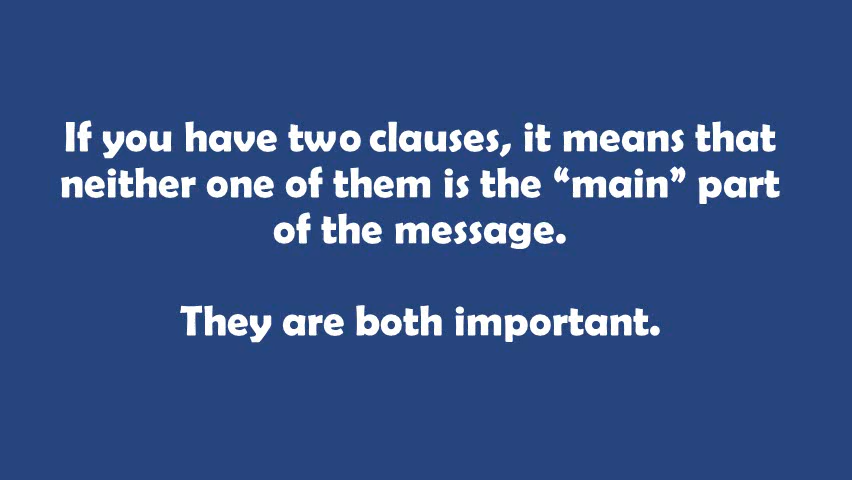 If you have two clauses, it means that
neither one of them is the “main” part
of the message.
They are both important.